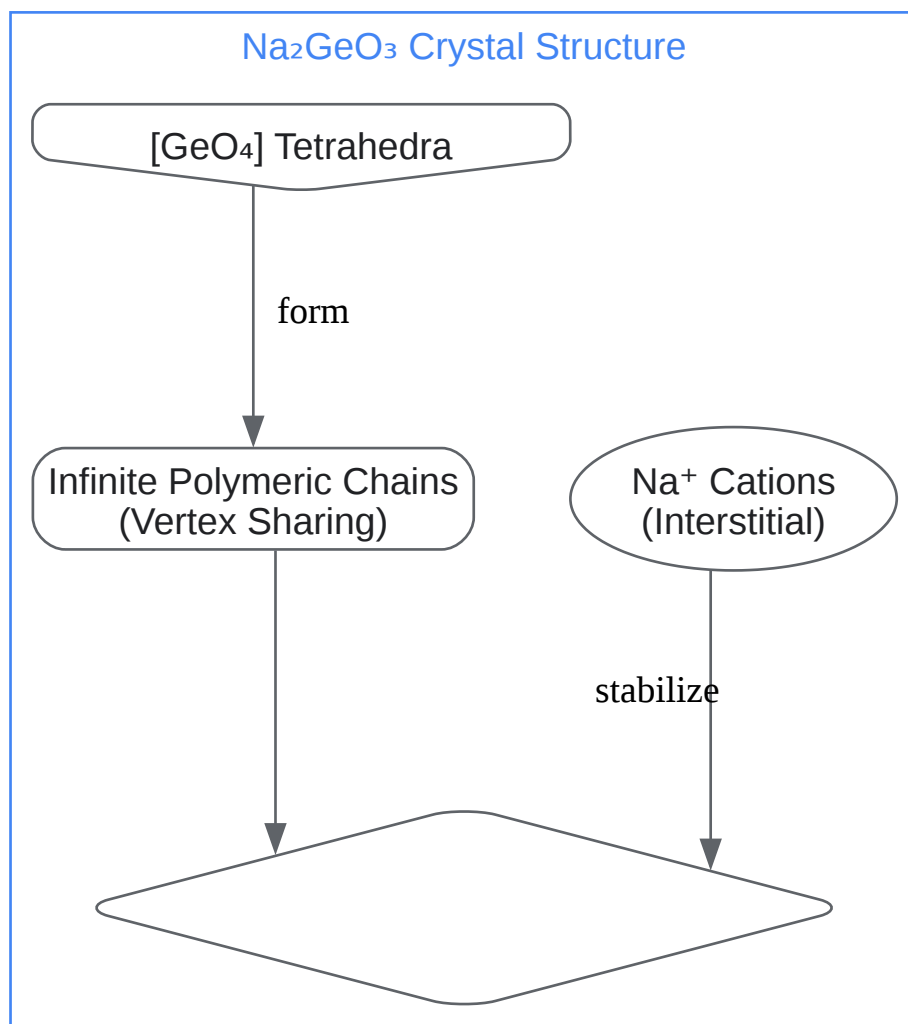 Na₂GeO₃ Crystal Structure
[GeO₄] Tetrahedra
form
Infinite Polymeric Chains
(Vertex Sharing)
Na⁺ Cations
(Interstitial)
stabilize